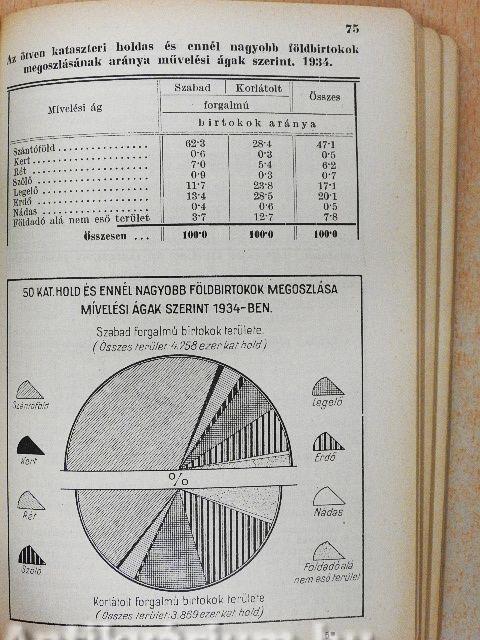 75
Az ötven kataszteri holdas és ennél nagyobb földbirtokok
megoszlásának aránya művelési ágak szerint. 1934.
Művelési ág Szabad Korlátolt Összes
forgalmú
birtokok aránya
Szántóföld 62·3 28·4 47·1
Kert 0·6 0·3 0·5
Rét 7·0 5·4 6·2
Szőlő 0·9 0·3 0·7
Legelő 11·7 23·8 17·1
Erdő 13·4 28·5 20·1
Nádas 0·4 0·6 0·5
Földadó alá nem eső terület 3·7 12·7 7·8
Összesen ... 100·0 100·0 100·0
50 KAT. HOLD ÉS ENNÉL NAGYOBB FÖLDBIRTOKOK MEGOSZLÁSA
MÍVELÉSI ÁGAK SZERINT 1934-BEN.
Szabad forgalmú birtokok területe.
(Összes terület: 4.758 ezer kat hold)
Szántóföld
Kert
Rét
Szőlő
%
Legelő
Erdő
Nádas
Földadó alá
nem eső terület
Korlátolt forgalmú birtokok területe
(Összes terület: 3.869 ezer kat. hold)
5*